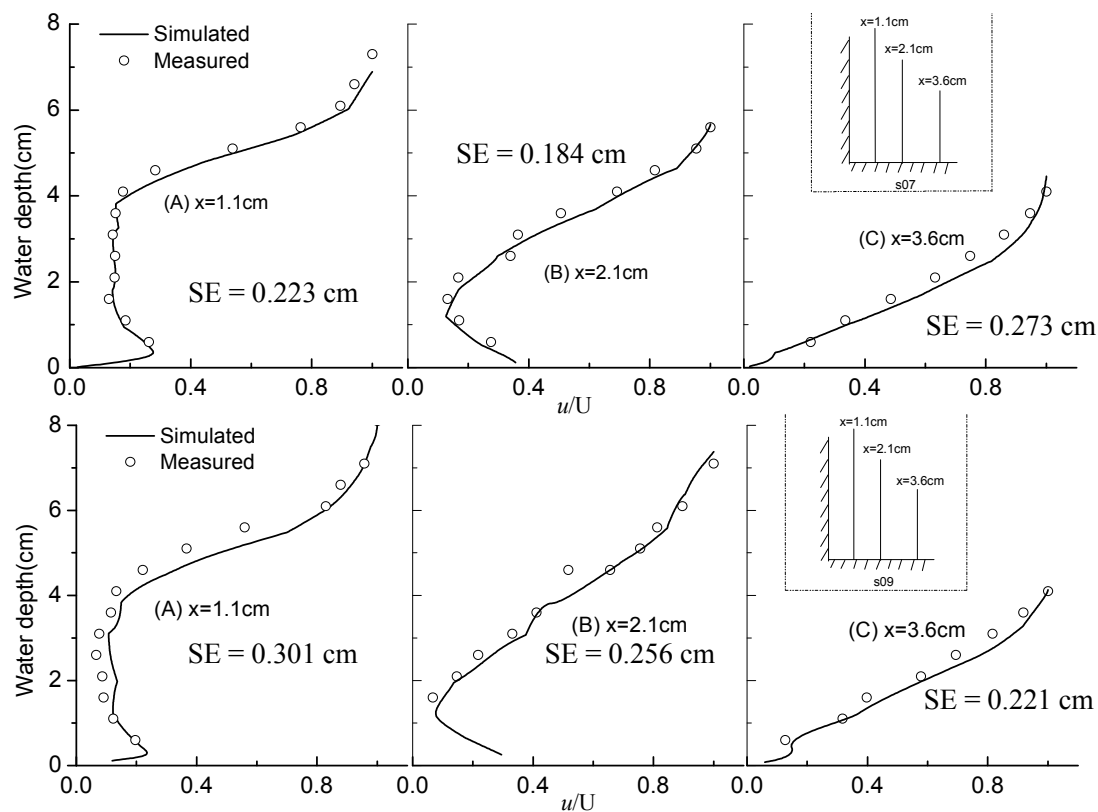 8
6
4
2
0
Water depth(cm)
Simulated
Measured
(A) x=1.1cm
SE = 0.223 cm
SE = 0.184 cm
(B) x=2.1cm
x=1.1cm
x=2.1cm
x=3.6cm
s07
(C) x=3.6cm
SE = 0.273 cm
0.0 0.4 0.8 0.0 0.4 0.8 0.0 0.4 0.8
u/U
8
6
4
2
0
Water depth(cm)
Simulated
Measured
(A) x=1.1cm
SE = 0.301 cm
(B) x=2.1cm
SE = 0.256 cm
x=1.1cm
x=2.1cm
x=3.6cm
s09
(C) x=3.6cm
SE = 0.221 cm
0.0 0.4 0.8 0.0 0.4 0.8 0.0 0.4 0.8
u/U